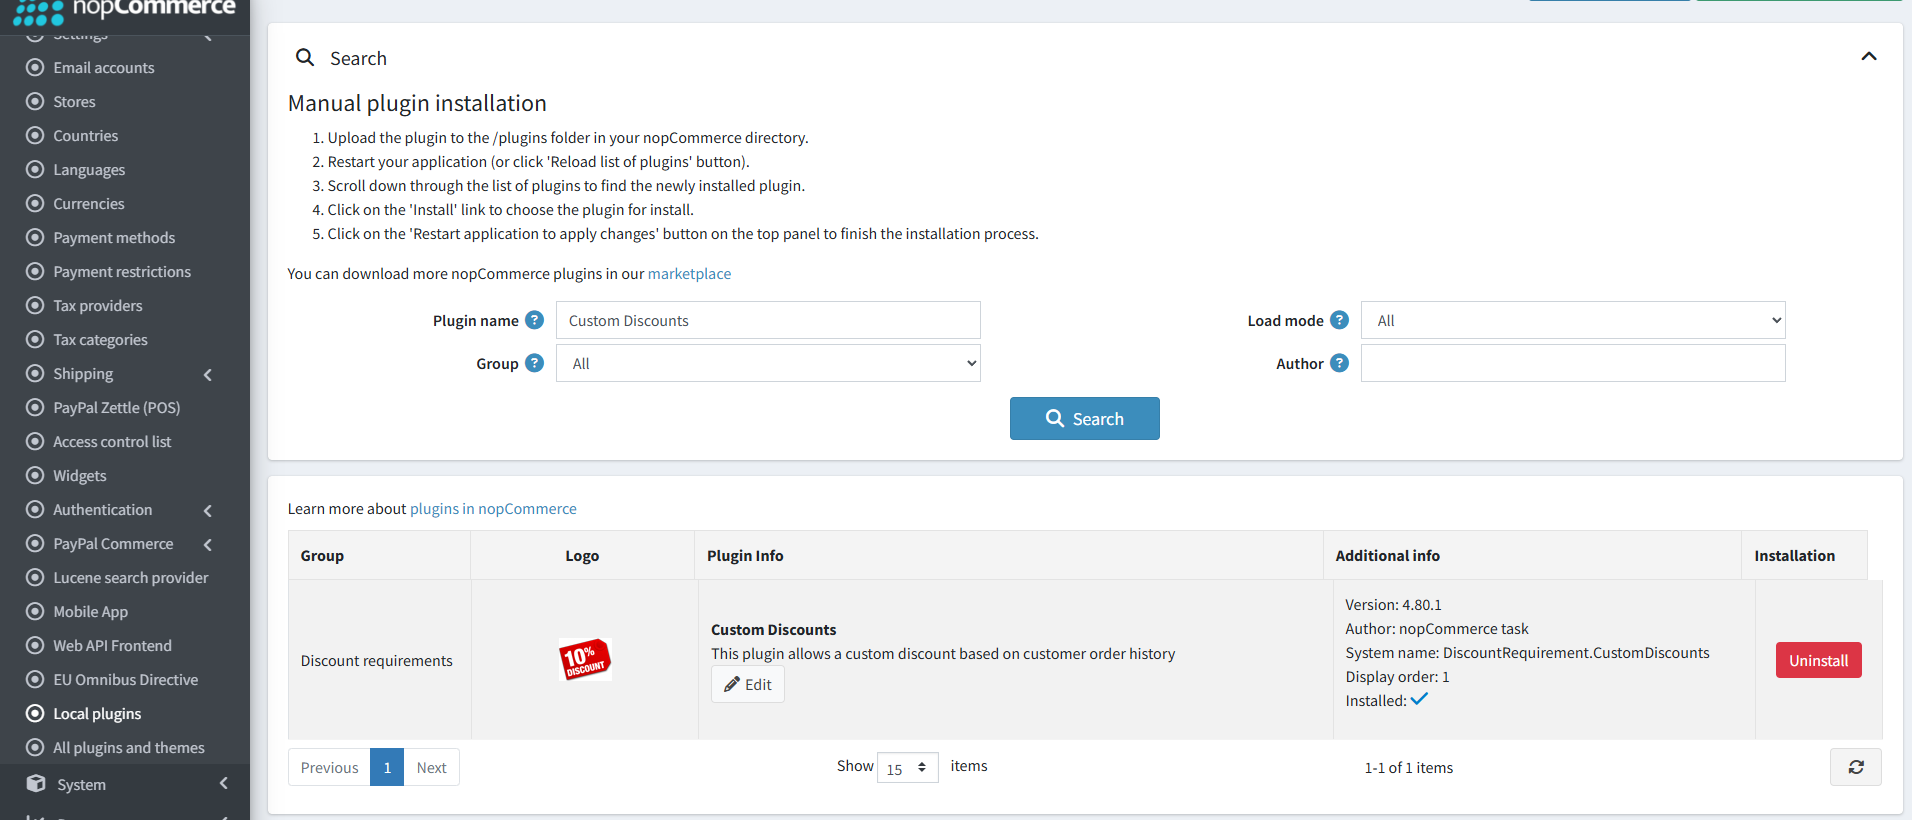 nopCommerce
Settings
Email accounts
Stores
Countries
Languages
Currencies
Payment methods
Payment restrictions
Tax providers
Tax categories
Shipping
PayPal Zettle (POS)
Access control list
Widgets
Authentication
PayPal Commerce
Lucene search provider
Mobile App
Web API Frontend
EU Omnibus Directive
Local plugins
All plugins and themes
System
Search
Manual plugin installation
1. Upload the plugin to the /plugins folder in your nopCommerce directory.
2. Restart your application (or click 'Reload list of plugins' button).
3. Scroll down through the list of plugins to find the newly installed plugin.
4. Click on the 'Install' link to choose the plugin for install.
5. Click on the 'Restart application to apply changes' button on the top panel to finish the installation process.
You can download more nopCommerce plugins in our marketplace
Plugin name ? Custom Discounts
Load mode ? All
Group ? All
Author ?
Search
Learn more about plugins in nopCommerce
Group Logo Plugin Info Additional info Installation
Discount requirements
10% DISCOUNT
Custom Discounts
This plugin allows a custom discount based on customer order history
Edit
Version: 4.80.1
Author: nopCommerce task
System name: DiscountRequirement.CustomDiscounts
Display order: 1
Installed:
Uninstall
Previous 1 Next
Show 15 items
1-1 of 1 items